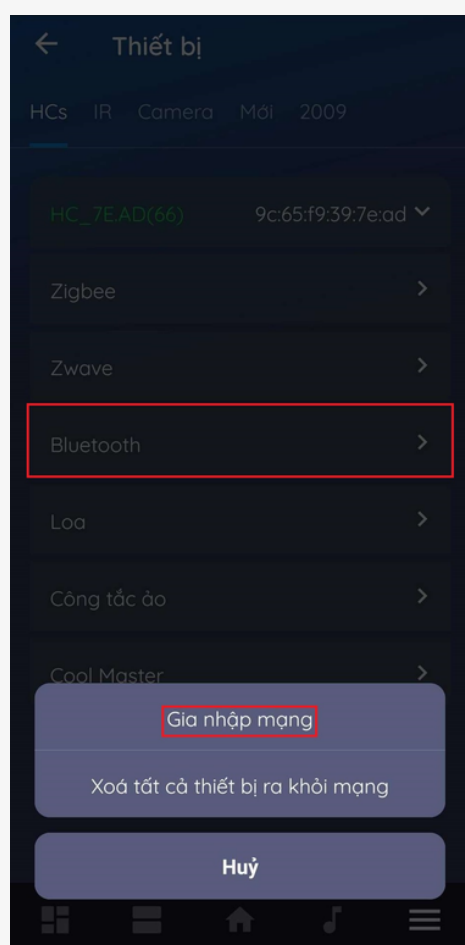 Thiết bị
HCs IR Camera Mới 2009
HC_7E.AD(66) 9c:65:f9:39:7e:ad
Zigbee
Zwave
Bluetooth
Loa
Công tắc ảo
Cool Master
Gia nhập mạng
Xoá tất cả thiết bị ra khỏi mạng
Huỷ